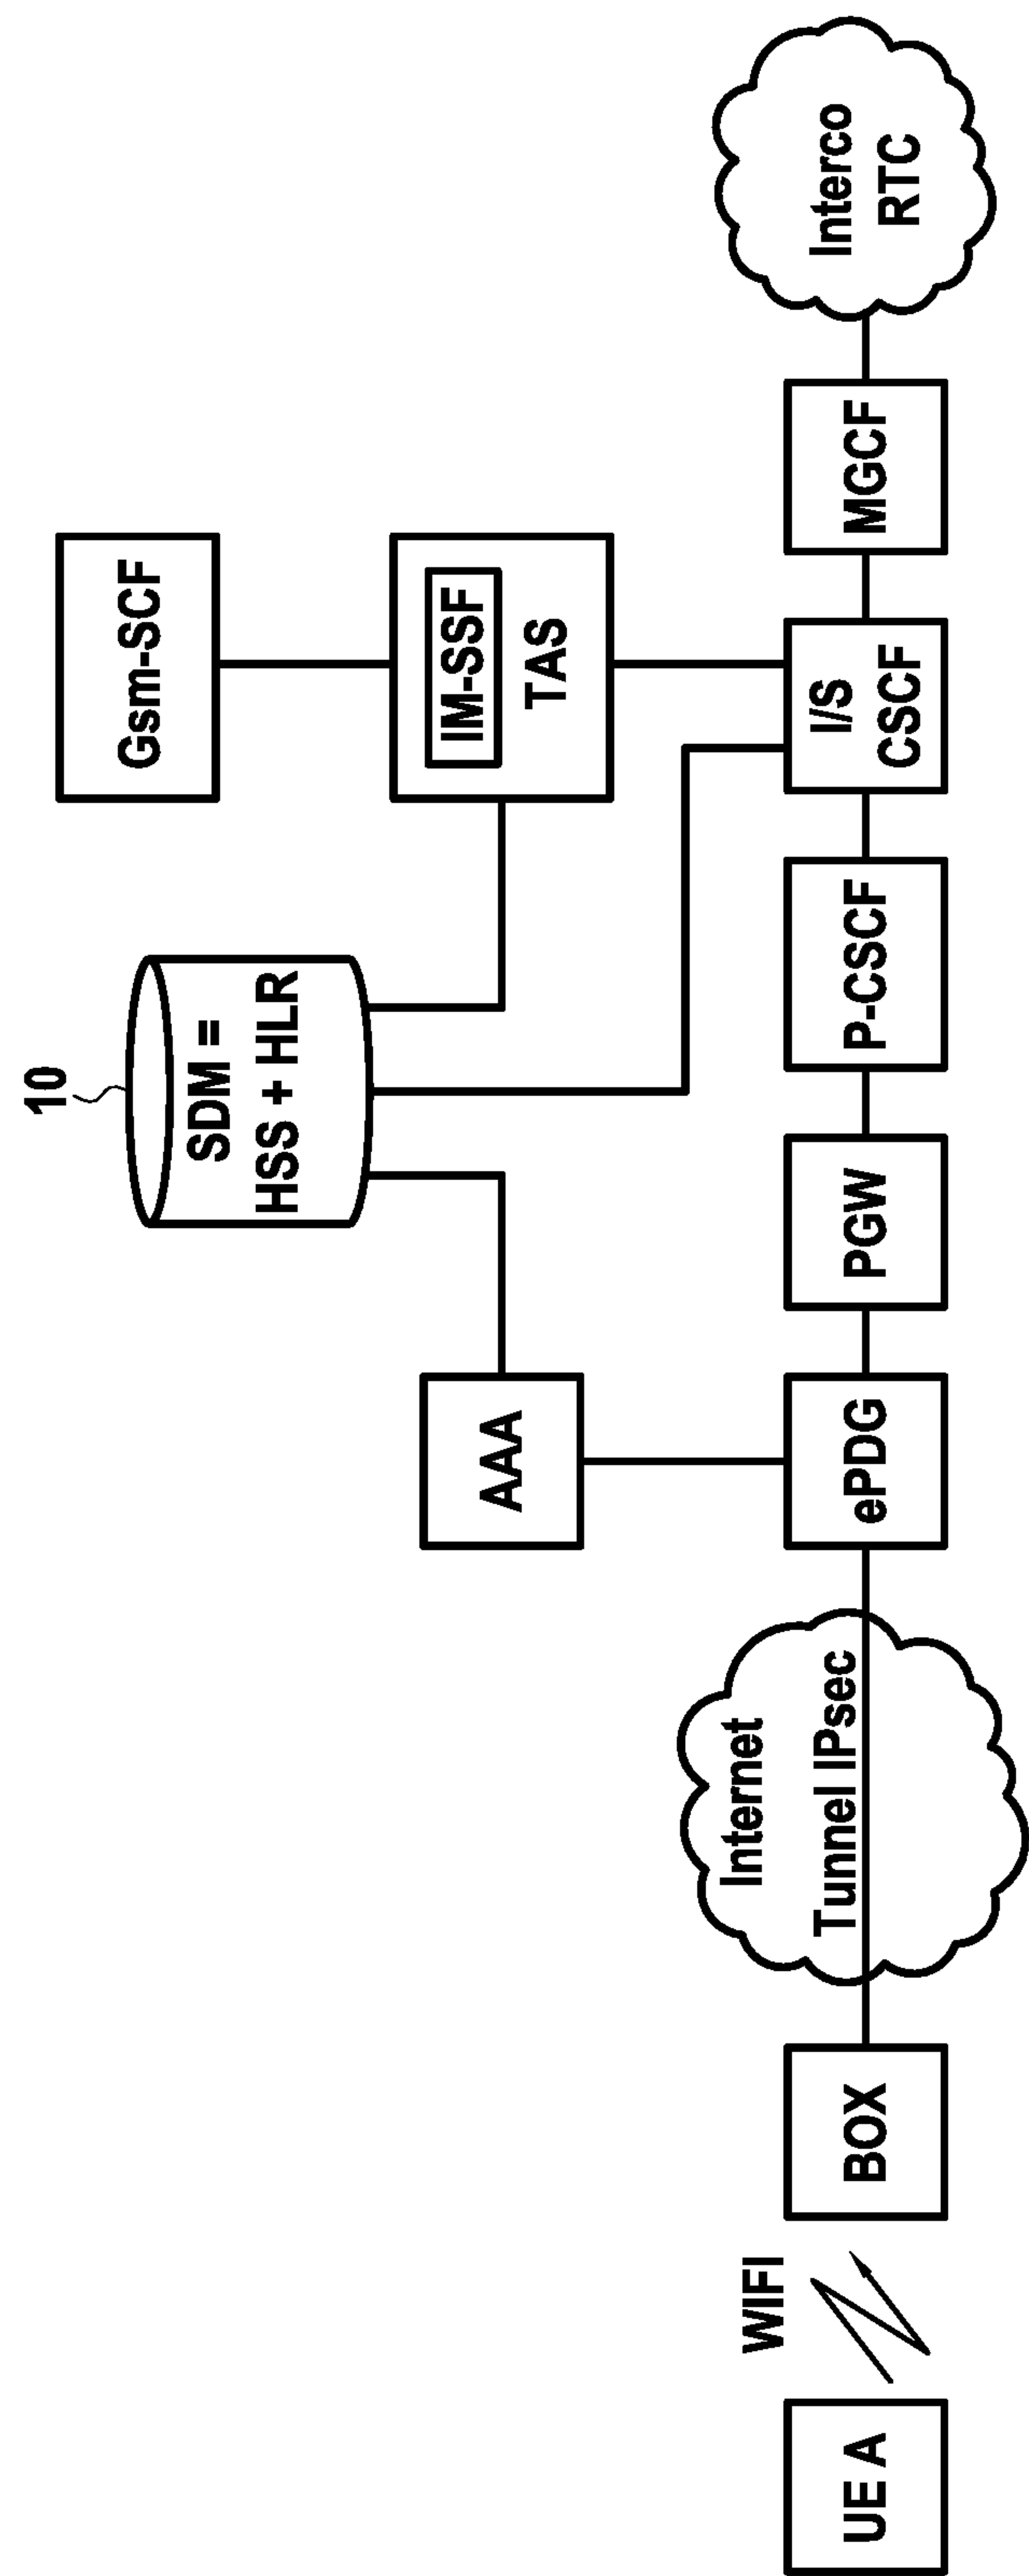 10
SDM =
HSS + HLR
Gsm-SCF
AAA
IM-SSF
TAS
Internet
Tunnel IPsec
WIFI
UE A
BOX
ePDG
PGW
P-CSCF
I/S
CSCF
MGCF
Interco
RTC